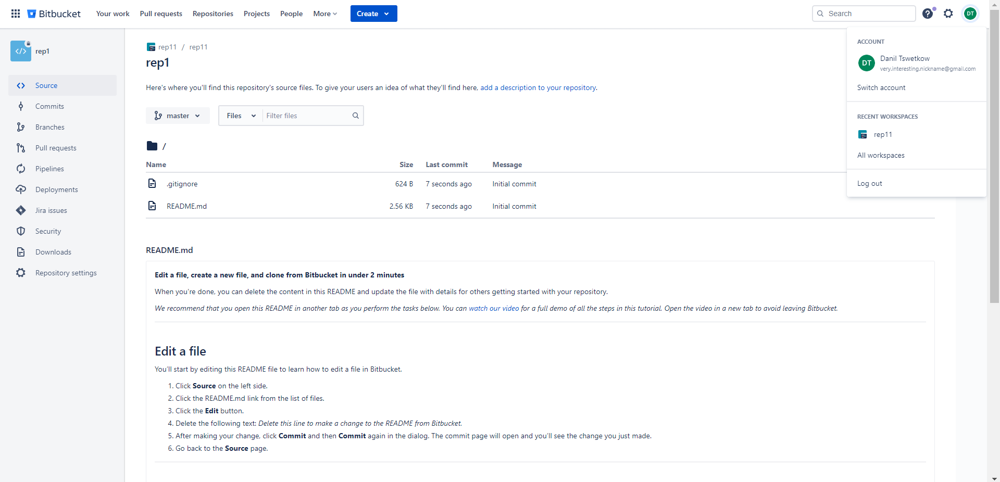 Bitbucket Your work Pull requests Repositories Projects People More Create Search DT
rep1
Source
Commits
Branches
Pull requests
Pipelines
Deployments
Jira issues
Security
Downloads
Repository settings
rep11 / rep11
rep1
Here's where you'll find this repository's source files. To give your users an idea of what they'll find here, add a description to your repository.
master Files Filter files
/
Name Size Last commit Message
.gitignore 624 B 7 seconds ago Initial commit
README.md 2.56 KB 7 seconds ago Initial commit
README.md
Edit a file, create a new file, and clone from Bitbucket in under 2 minutes
When you're done, you can delete the content in this README and update the file with details for others getting started with your repository.
We recommend that you open this README in another tab as you perform the tasks below. You can watch our video for a full demo of all the steps in this tutorial. Open the video in a new tab to avoid leaving Bitbucket.
Edit a file
You'll start by editing this README file to learn how to edit a file in Bitbucket.
1. Click Source on the left side.
2. Click the README.md link from the list of files.
3. Click the Edit button.
4. Delete the following text: Delete this line to make a change to the README from Bitbucket.
5. After making your change, click Commit and then Commit again in the dialog. The commit page will open and you'll see the change you just made.
6. Go back to the Source page.
ACCOUNT
DT Danil Tswetkow
very.interesting.nickname@gmail.com
Switch account
RECENT WORKSPACES
rep11
All workspaces
Log out